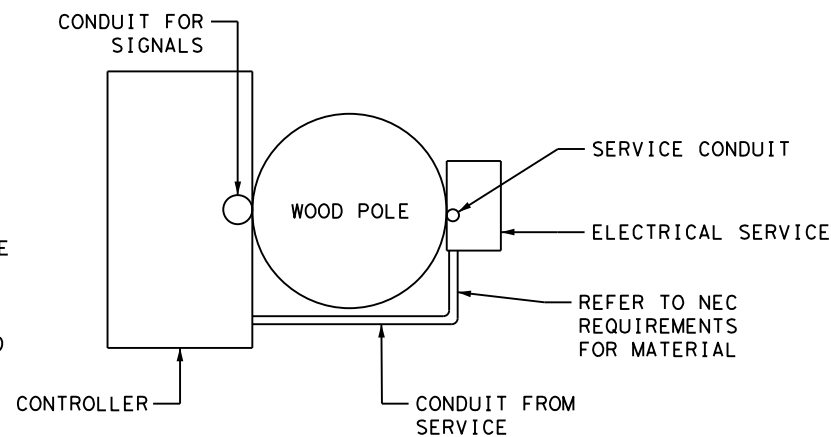 CONDUIT FOR
SIGNALS
WOOD POLE
SERVICE CONDUIT
ELECTRICAL SERVICE
REFER TO NEC
REQUIREMENTS
FOR MATERIAL
CONTROLLER
CONDUIT FROM
SERVICE